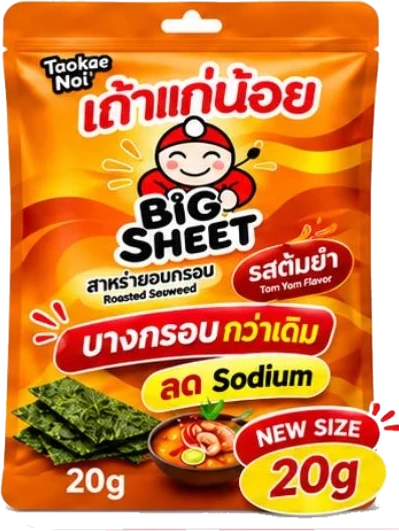 Taokae
Noi
เถ้าแก่น้อย
BIG
SHEET
สาหร่ายอบกรอบ
Roasted Seaweed
รสต้มยำ
Tom Yom Flavor
บางกรอบกว่าเดิม
ลด Sodium
NEW SIZE
20g
20g